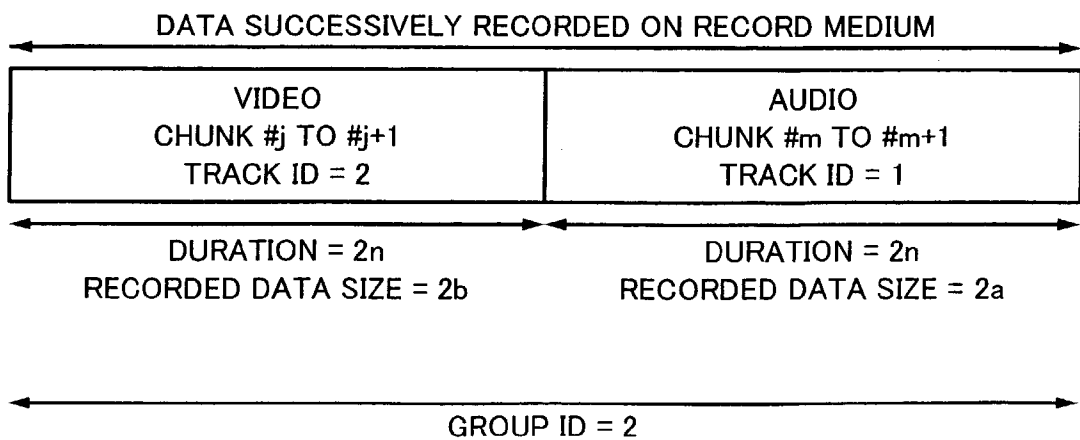 DATA SUCCESSIVELY RECORDED ON RECORD MEDIUM
VIDEO
CHUNK #j TO #j+1
TRACK ID = 2
AUDIO
CHUNK #m TO #m+1
TRACK ID = 1
DURATION = 2n
RECORDED DATA SIZE = 2b
DURATION = 2n
RECORDED DATA SIZE = 2a
GROUP ID = 2